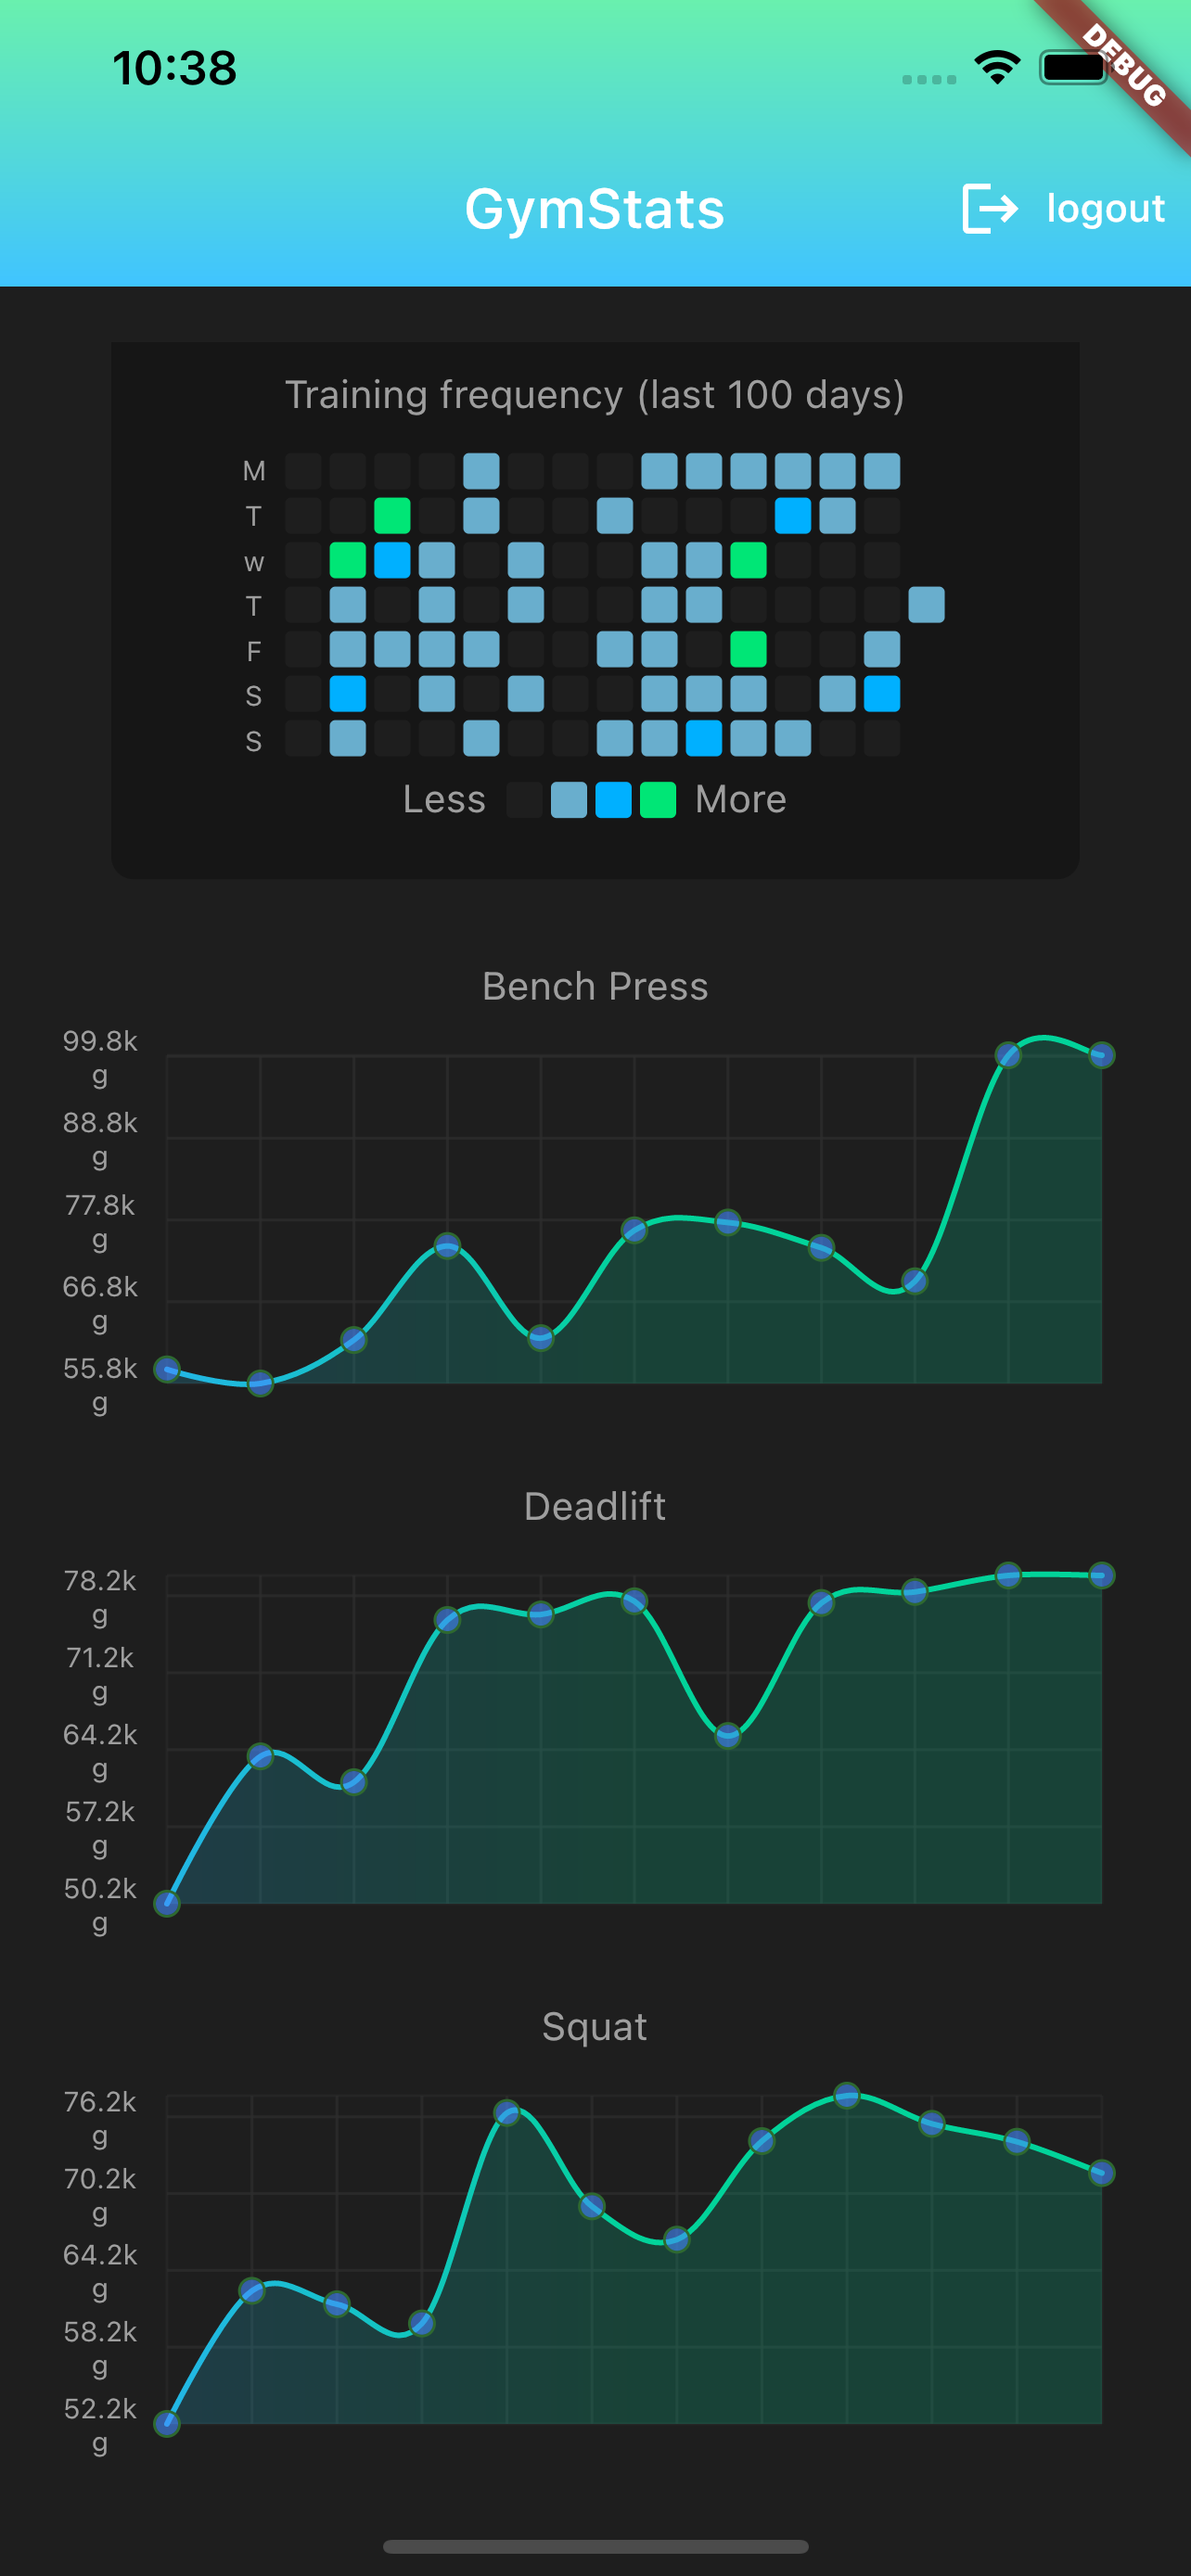 10:38
DEBUG
GymStats
logout
Training frequency (last 100 days)
M
T
w
T
F
S
S
Less
More
Bench Press
99.8k
g
88.8k
g
77.8k
g
66.8k
g
55.8k
g
Deadlift
78.2k
g
71.2k
g
64.2k
g
57.2k
g
50.2k
g
Squat
76.2k
g
70.2k
g
64.2k
g
58.2k
g
52.2k
g